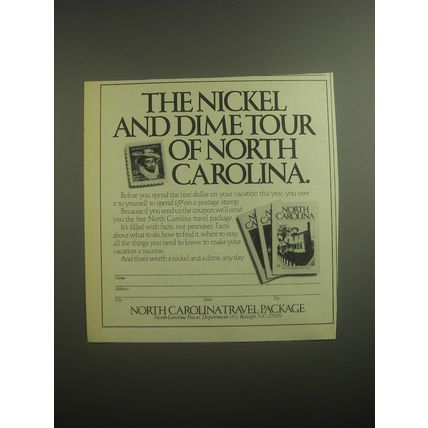 THE NICKEL
AND DIME TOUR
OF NORTH
CAROLINA.
Before you spend the first dollar on your vacation this year, you owe
it to yourself to spend 15¢ on a postage stamp.
Because if you send us the coupon, we'll send
you the free North Carolina travel package.
It's filled with facts, not promises. Facts
about what to do, how to find it, where to stay,
all the things you need to know to make your
vacation a success.
And that's worth a nickel and a dime, any day.
NORTH
CAROLINA
Name
Address
City State Zip
NORTH CAROLINA TRAVEL PACKAGE
North Carolina Travel, Department Raleigh, N.C.